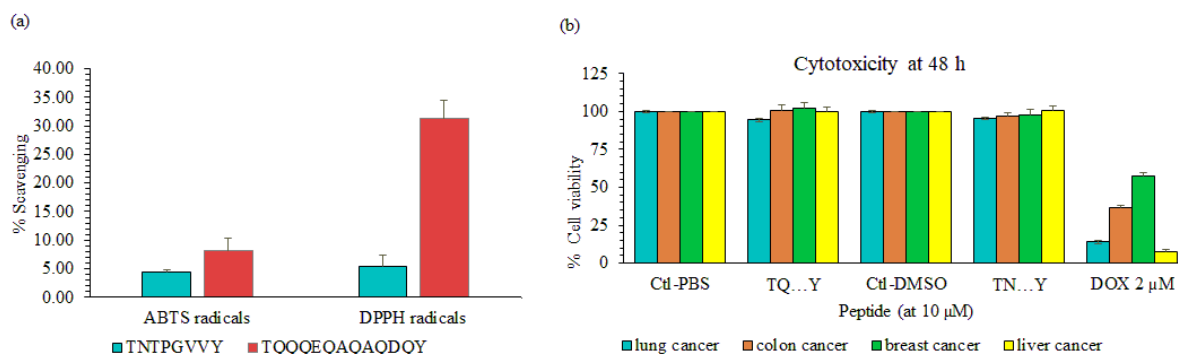 (a)
% Scavenging
40.00
35.00
30.00
25.00
20.00
15.00
10.00
5.00
0.00
ABTS radicals DPPH radicals
TNTPGVVY TQQQEQAQAQDQY
(b)
Cytotoxicity at 48 h
% Cell viability
125
100
75
50
25
0
Ctl-PBS TQ…Y Ctl-DMSO TN…Y DOX 2 µM
Peptide (at 10 µM)
lung cancer colon cancer breast cancer liver cancer